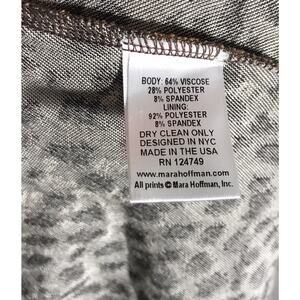 BODY: 64% VISCOSE
28% POLYESTER
8% SPANDEX
LINING:
92% POLYESTER
8% SPANDEX
DRY CLEAN ONLY
DESIGNED IN NYC
MADE IN THE USA
RN 124749
www.marahoffman.com
All prints © Mara Hoffman, Inc.